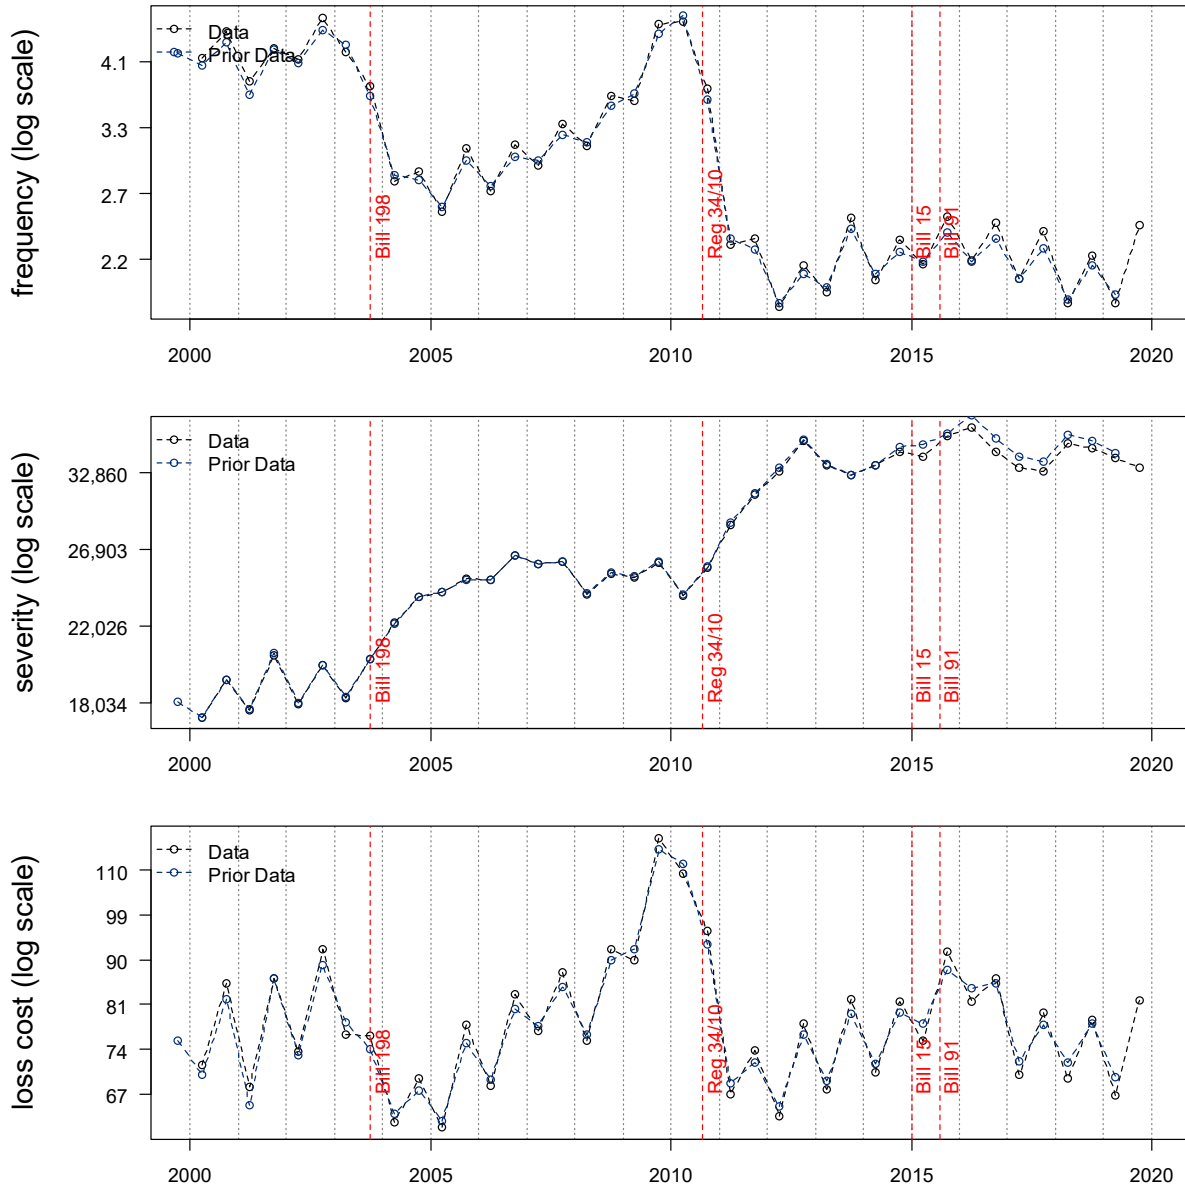 frequency (log scale)
4.1
3.3
2.7
2.2
Data
Prior Data
Bill 198
Reg 34/10
Bill 15
Bill 91
2000
2005
2010
2015
2020
severity (log scale)
32,860
26,903
22,026
18,034
Data
Prior Data
Bill 198
Reg 34/10
Bill 15
Bill 91
2000
2005
2010
2015
2020
loss cost (log scale)
110
99
90
81
74
67
Data
Prior Data
Bill 198
Reg 34/10
Bill 15
Bill 91
2000
2005
2010
2015
2020